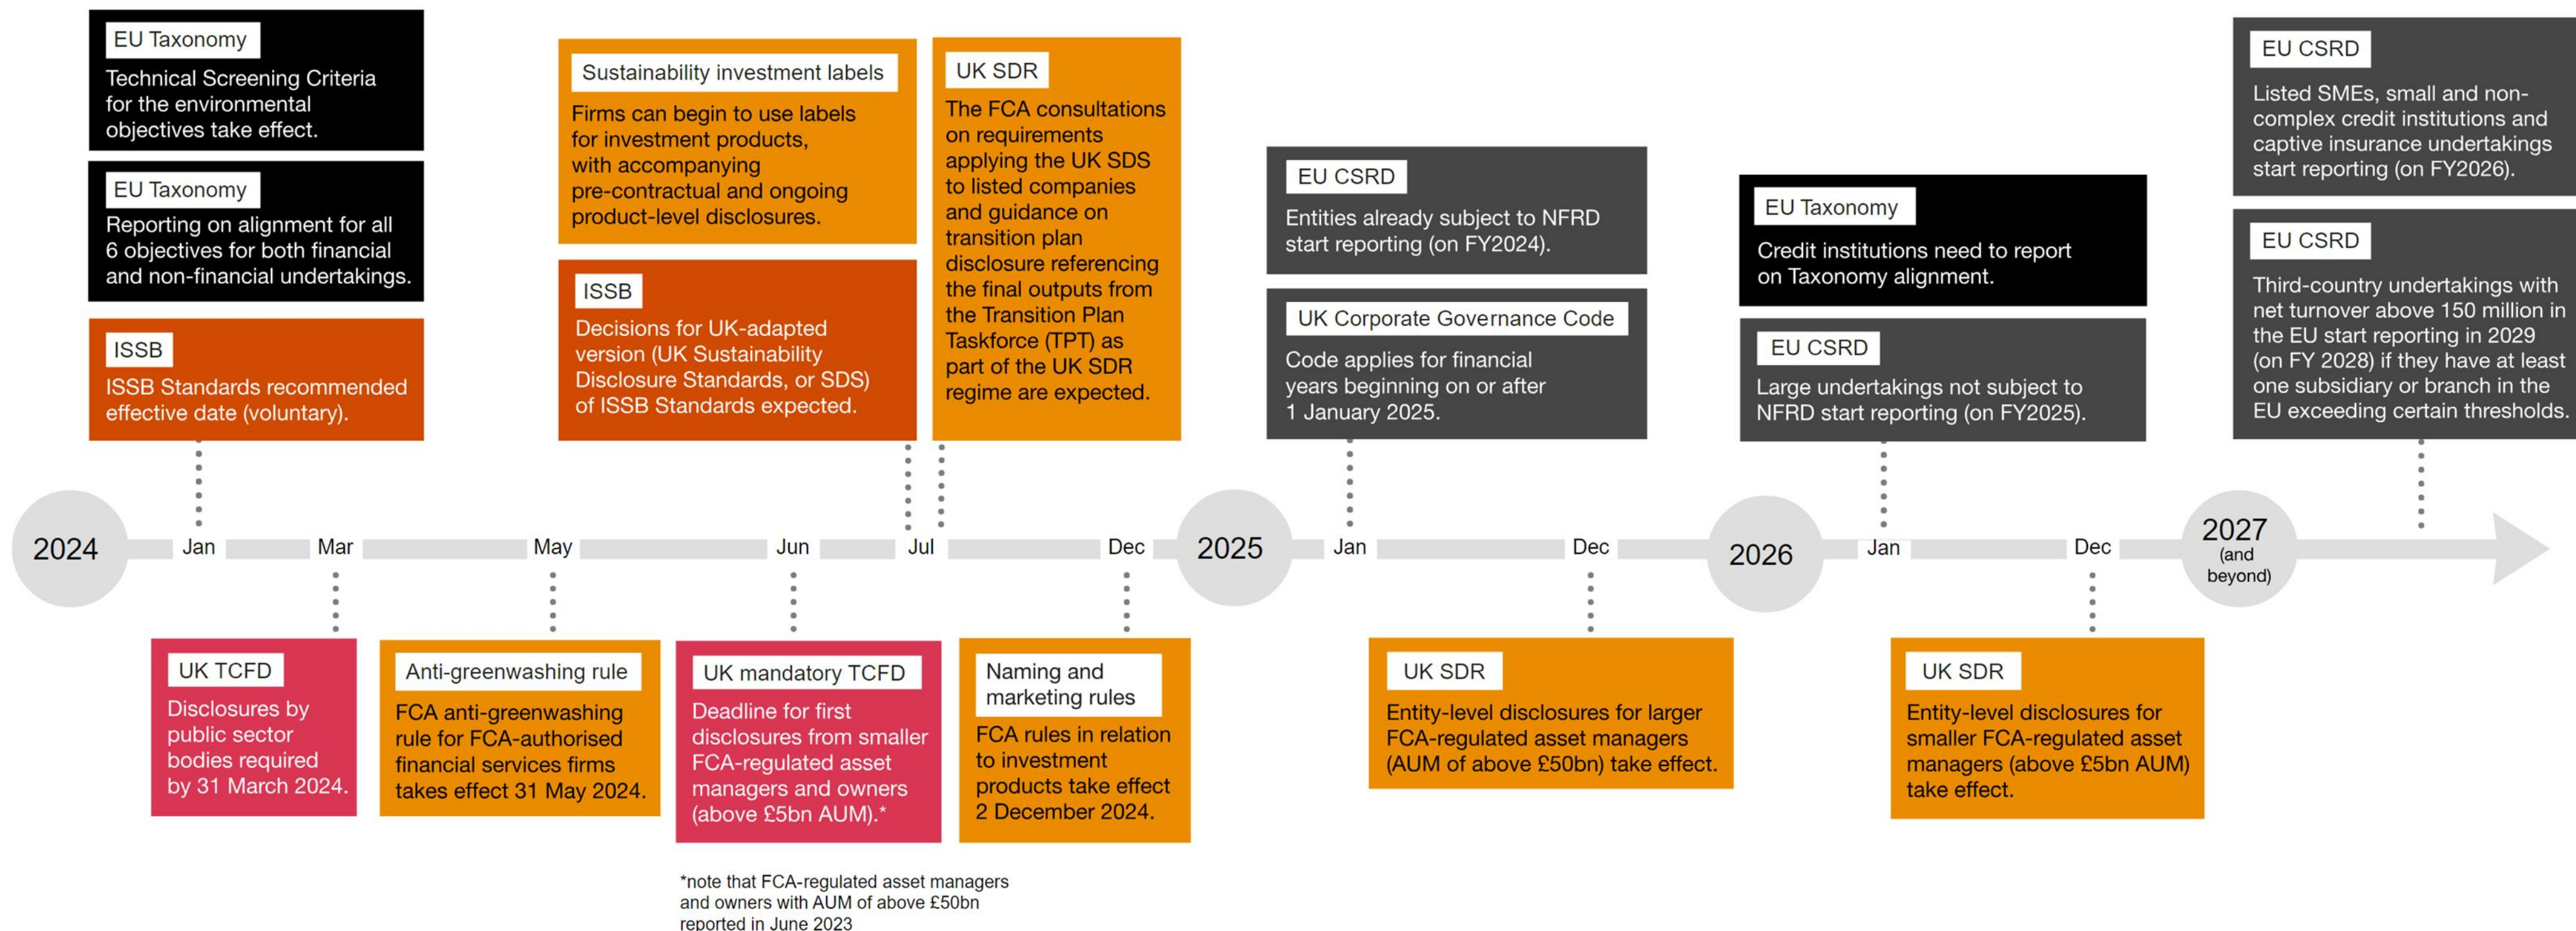 EU Taxonomy
Technical Screening Criteria
for the environmental
objectives take effect.
EU Taxonomy
Reporting on alignment for all
6 objectives for both financial
and non-financial undertakings.
ISSB
ISSB Standards recommended
effective date (voluntary).
Sustainability investment labels
Firms can begin to use labels
for investment products,
with accompanying
pre-contractual and ongoing
product-level disclosures.
ISSB
Decisions for UK-adapted
version (UK Sustainability
Disclosure Standards, or SDS)
of ISSB Standards expected.
UK SDR
The FCA consultations
on requirements
applying the UK SDS
to listed companies
and guidance on
transition plan
disclosure referencing
the final outputs from
the Transition Plan
Taskforce (TPT) as
part of the UK SDR
regime are expected.
EU CSRD
Entities already subject to NFRD
start reporting (on FY2024).
UK Corporate Governance Code
Code applies for financial
years beginning on or after
1 January 2025.
EU Taxonomy
Credit institutions need to report
on Taxonomy alignment.
EU CSRD
Large undertakings not subject to
NFRD start reporting (on FY2025).
EU CSRD
Listed SMEs, small and non-
complex credit institutions and
captive insurance undertakings
start reporting (on FY2026).
EU CSRD
Third-country undertakings with
net turnover above 150 million in
the EU start reporting in 2029
(on FY 2028) if they have at least
one subsidiary or branch in the
EU exceeding certain thresholds.
2024
Jan
Mar
May
Jun
Jul
Dec
2025
Jan
Dec
2026
Jan
Dec
2027
(and
beyond)
UK TCFD
Disclosures by
public sector
bodies required
by 31 March 2024.
Anti-greenwashing rule
FCA anti-greenwashing
rule for FCA-authorised
financial services firms
takes effect 31 May 2024.
UK mandatory TCFD
Deadline for first
disclosures from smaller
FCA-regulated asset
managers and owners
(above £5bn AUM).*
Naming and
marketing rules
FCA rules in relation
to investment
products take effect
2 December 2024.
UK SDR
Entity-level disclosures for larger
FCA-regulated asset managers
(AUM of above £50bn) take effect.
UK SDR
Entity-level disclosures for
smaller FCA-regulated asset
managers (above £5bn AUM)
take effect.
*note that FCA-regulated asset managers
and owners with AUM of above £50bn
reported in June 2023